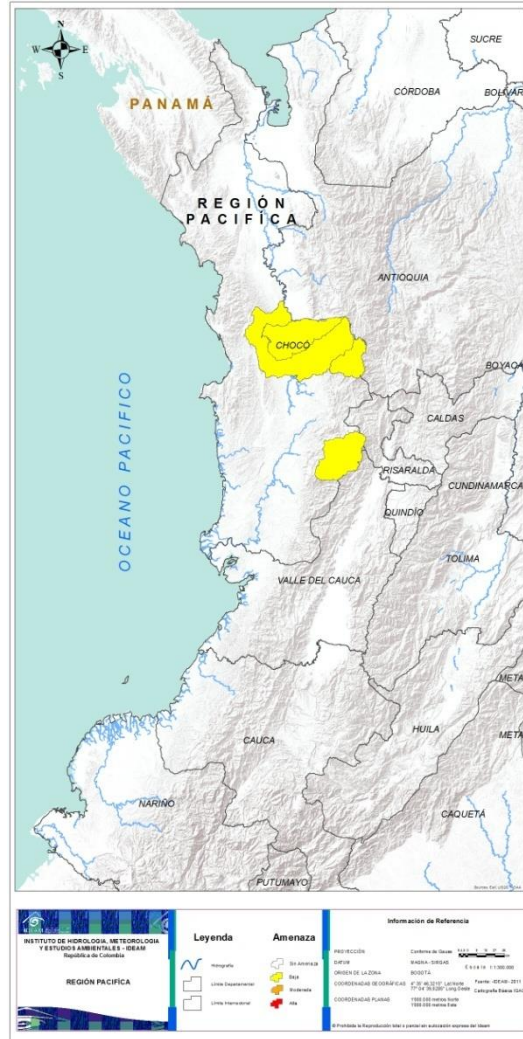 N
W E
S
SUCRE
CÓRDOBA
BOLÍVAR
PANAMÁ
REGIÓN
PACIFÍCA
ANTIOQUIA
CHOCÓ
BOYACÁ
CALDAS
RISARALDA
CUNDINAMARCA
QUINDÍO
TOLIMA
VALLE DEL CAUCA
OCEANO PACIFICO
META
CAUCA
HUILA
META
NARIÑO
CAQUETÁ
PUTUMAYO
INSTITUTO DE HIDROLOGIA, METEOROLOGIA
Y ESTUDIOS AMBIENTALES - IDEAM
República de Colombia
REGIÓN PACIFÍCA
Leyenda
Hidrografía
Límite Departamental
Límite Internacional
Amenaza
Sin Amenaza
Baja
Moderada
Alta
Información de Referencia
PROYECCIÓN Conforme de Gauss
DATUM MAGNA-SIRGAS
ORIGEN DE LA ZONA BOGOTÁ
COORDENADAS GEOGRÁFICAS
COORDENADAS PLANAS
Fuente: IDEAM - 2011